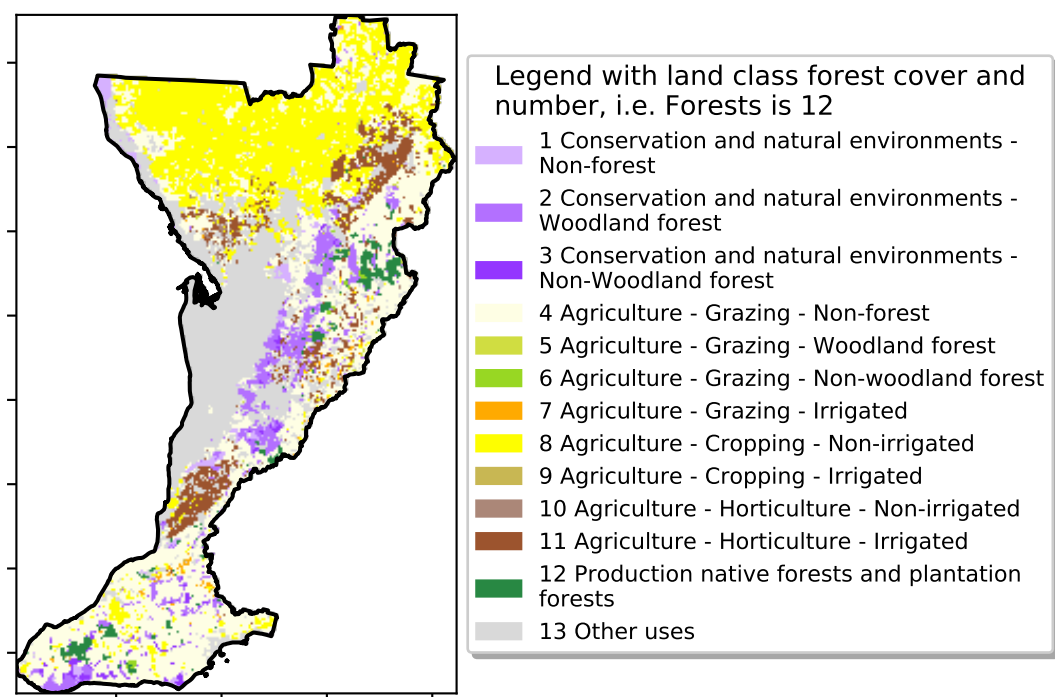 Legend with land class forest cover and
number, i.e. Forests is 12
1 Conservation and natural environments -
Non-forest
2 Conservation and natural environments -
Woodland forest
3 Conservation and natural environments -
Non-Woodland forest
4 Agriculture - Grazing - Non-forest
5 Agriculture - Grazing - Woodland forest
6 Agriculture - Grazing - Non-woodland forest
7 Agriculture - Grazing - Irrigated
8 Agriculture - Cropping - Non-irrigated
9 Agriculture - Cropping - Irrigated
10 Agriculture - Horticulture - Non-irrigated
11 Agriculture - Horticulture - Irrigated
12 Production native forests and plantation
forests
13 Other uses